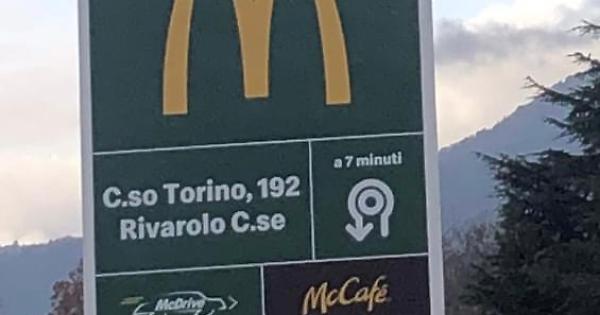 a 7 minuti
C.so Torino, 192
Rivarolo C.se
McDrive
McCafé